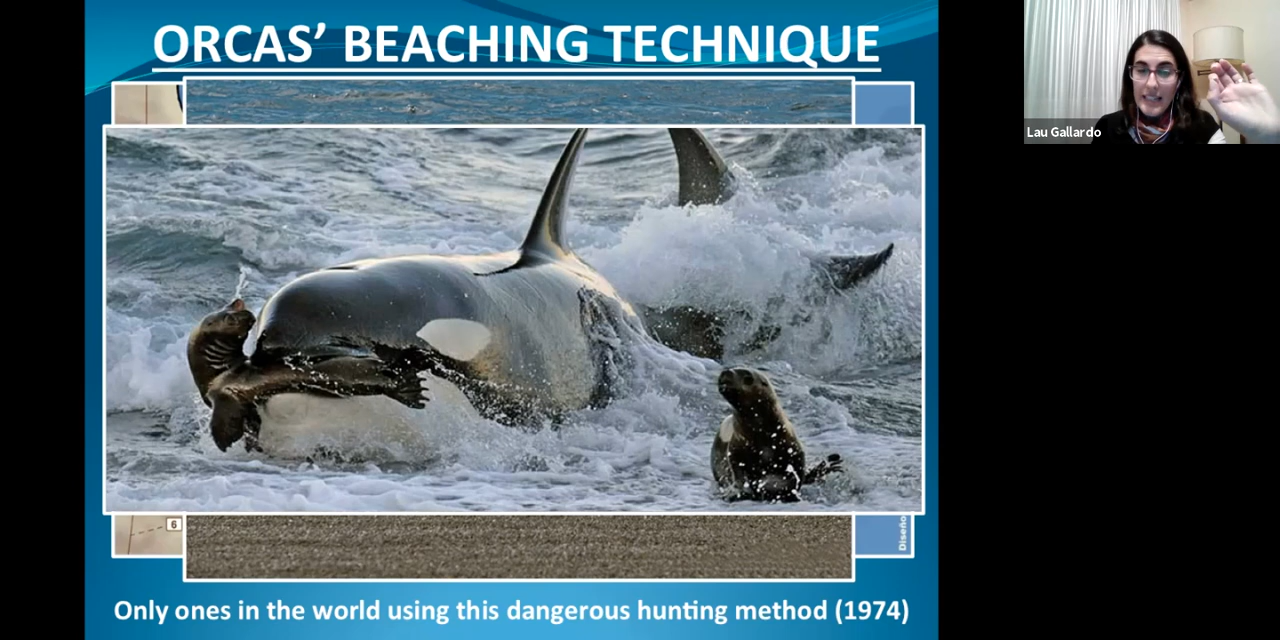 ORCAS’ BEACHING TECHNIQUE
Lau Gallardo
6
Diseño
Only ones in the world using this dangerous hunting method (1974)